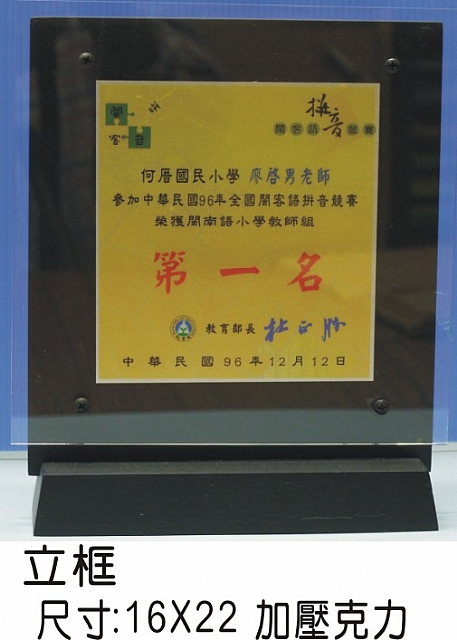 閩 拼
客 音
拚音
閩客語 競賽
何厝國民小學 廖啓男老師
參加中華民國96年全國閩客語拼音競賽
榮獲閩南語小學教師組
第一名
教育部長 杜正勝
中華民國96年12月12日
立框
尺寸:16X22 加壓克力